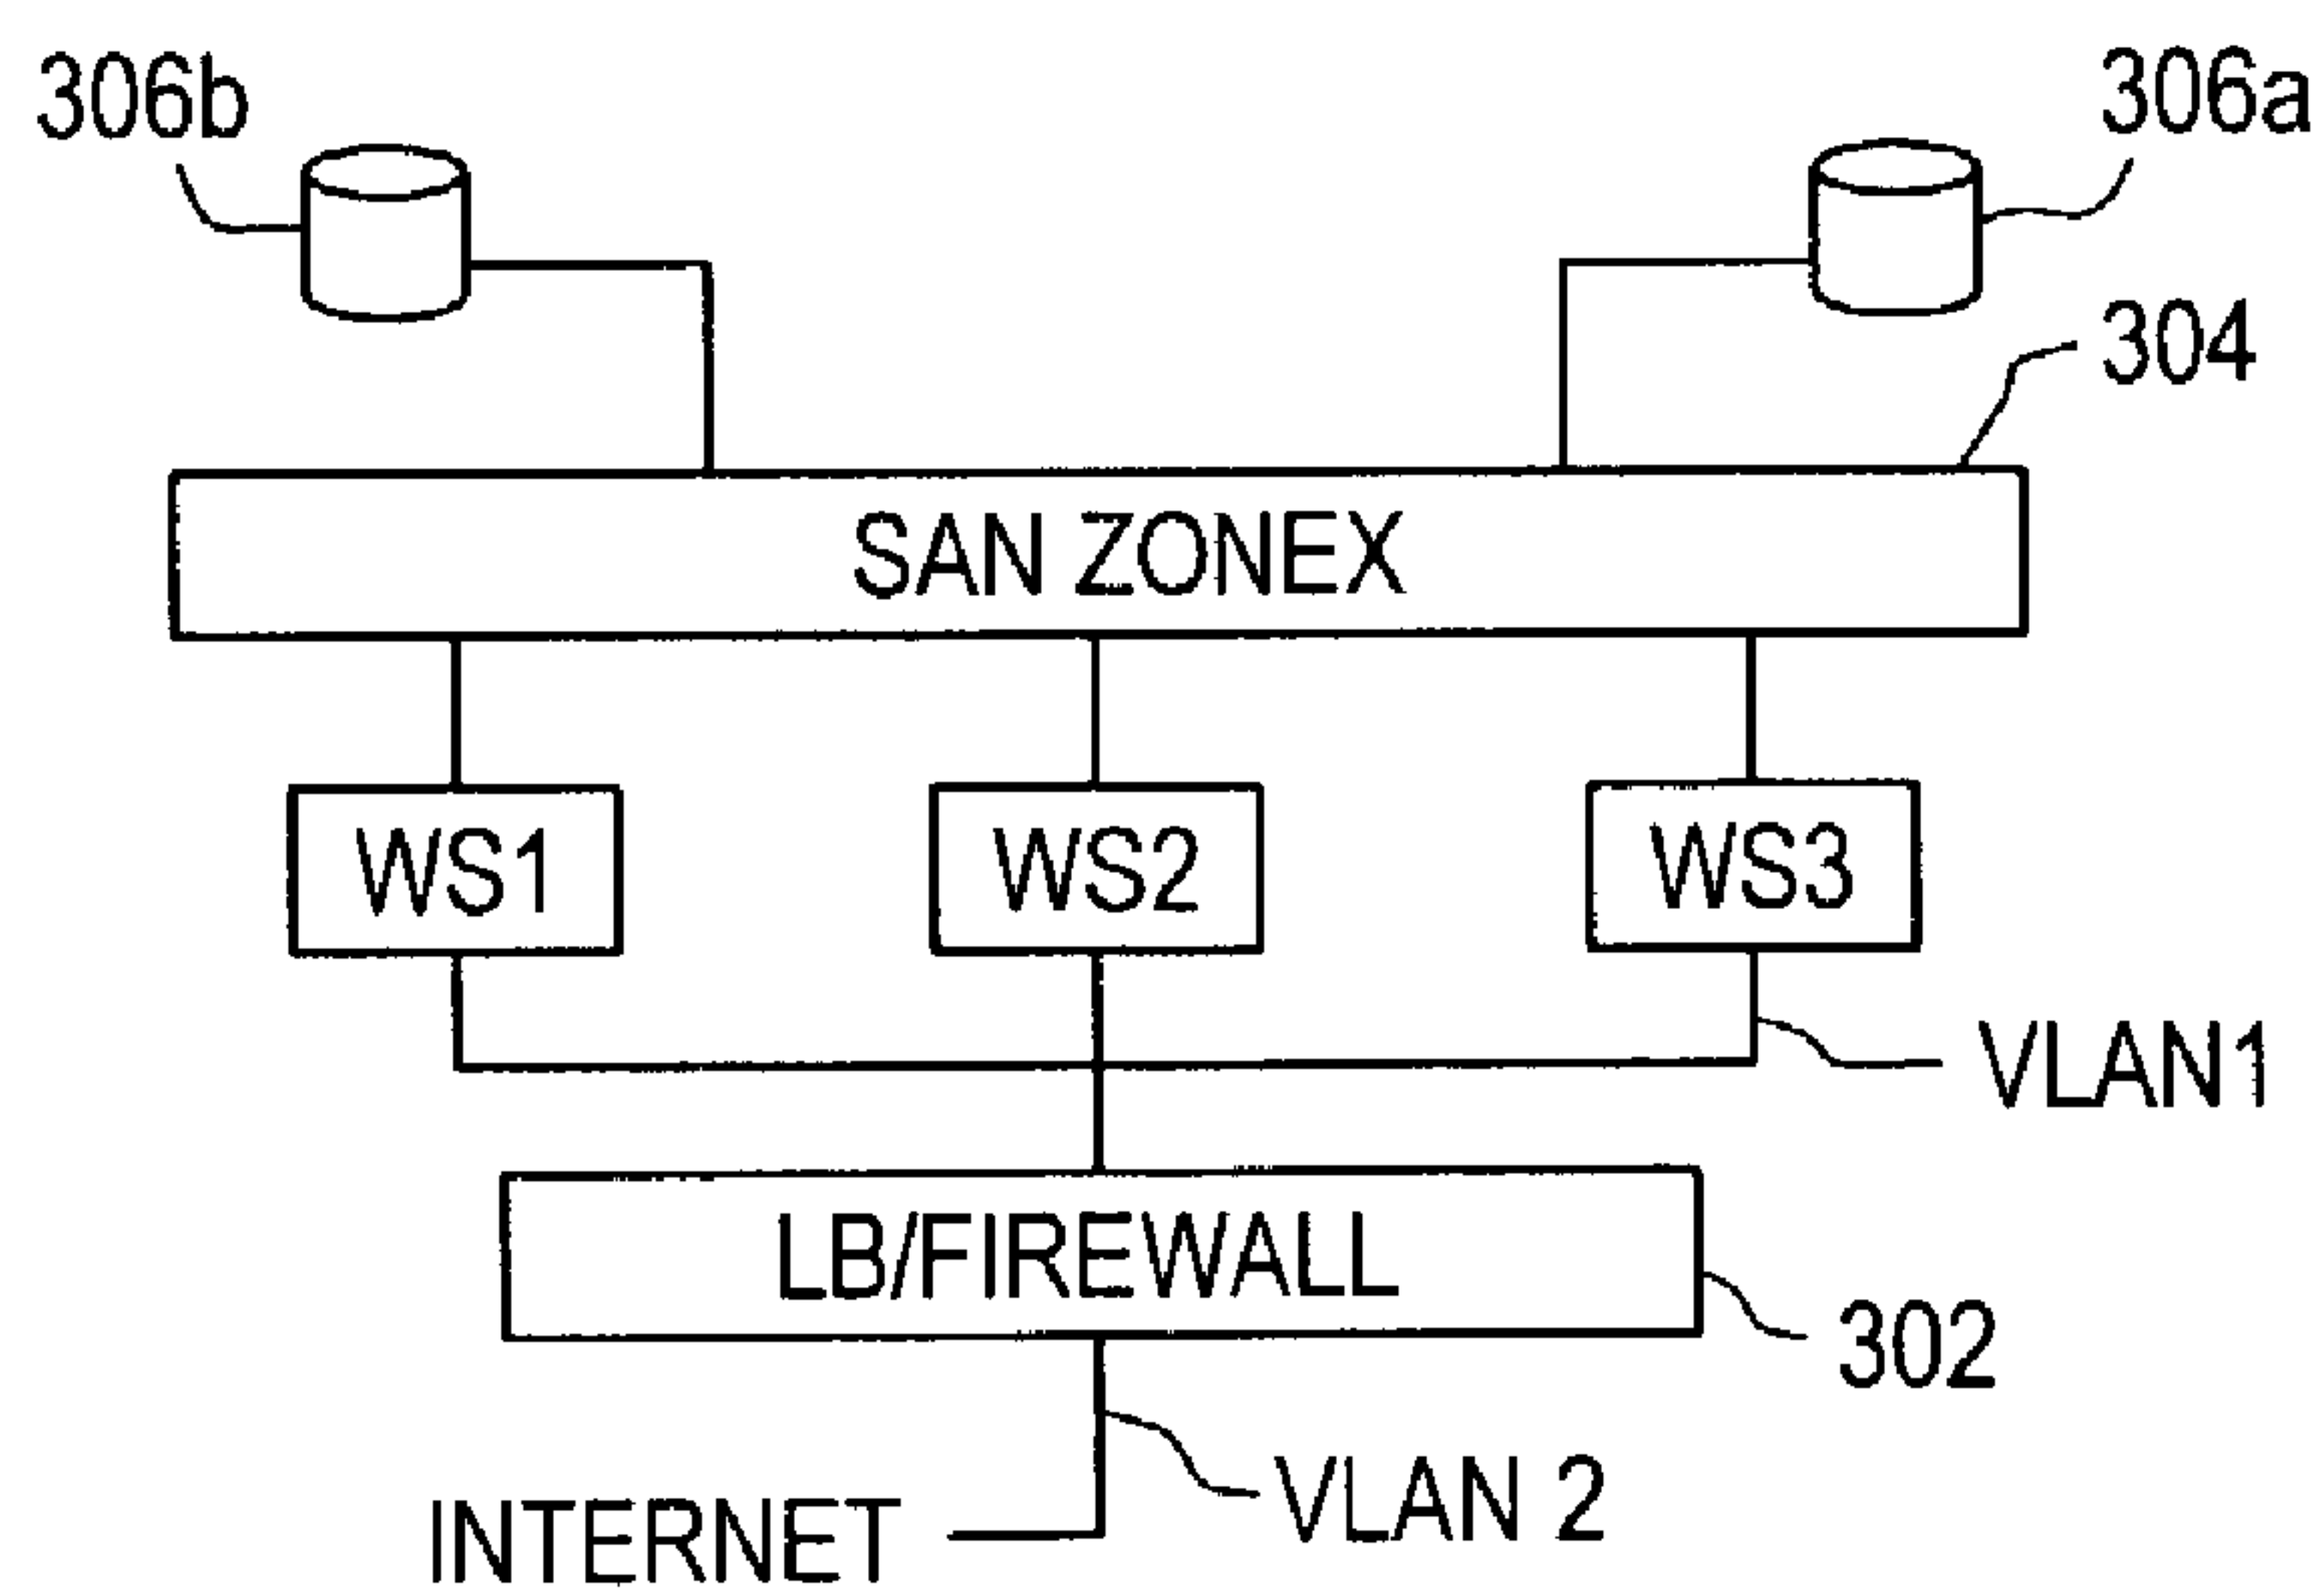 306b
306a
304
SAN ZONEX
WS1
WS2
WS3
VLAN1
LB/FIREWALL
302
VLAN 2
INTERNET